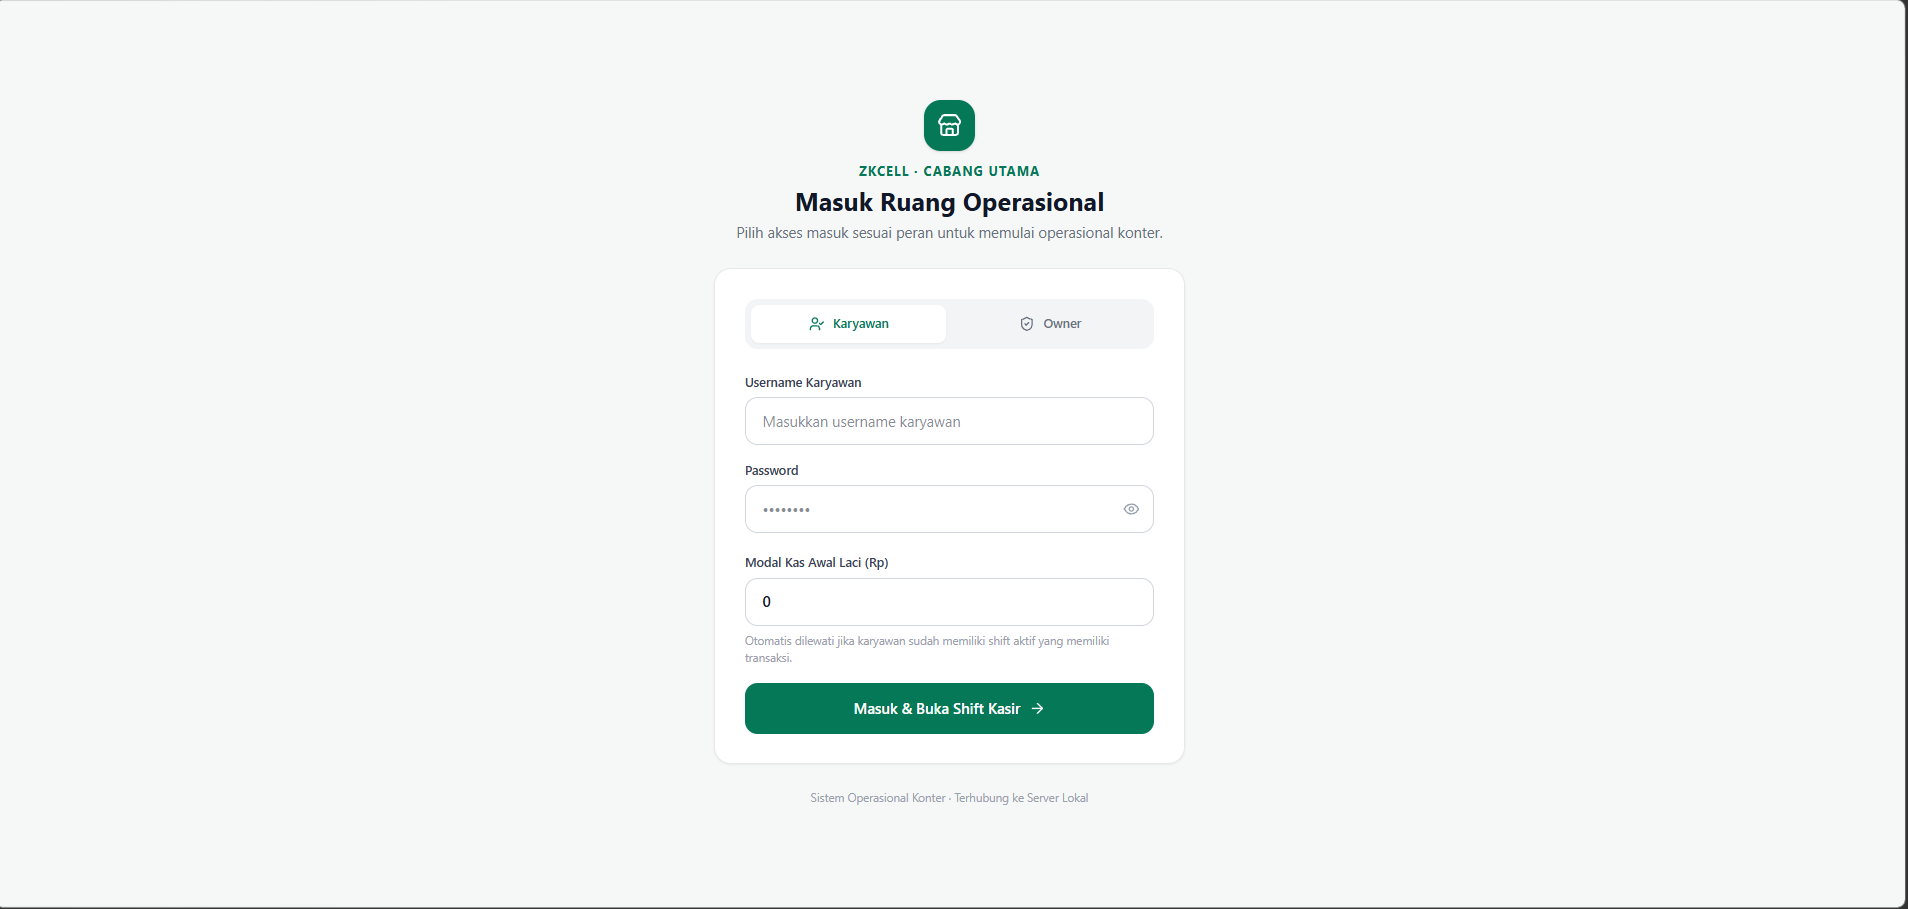 ZKCELL · CABANG UTAMA
Masuk Ruang Operasional
Pilih akses masuk sesuai peran untuk memulai operasional konter.
Karyawan
Owner
Username Karyawan
Masukkan username karyawan
Password
••••••••
Modal Kas Awal Laci (Rp)
0
Otomatis dilewati jika karyawan sudah memiliki shift aktif yang memiliki
transaksi.
Masuk & Buka Shift Kasir →
Sistem Operasional Konter · Terhubung ke Server Lokal